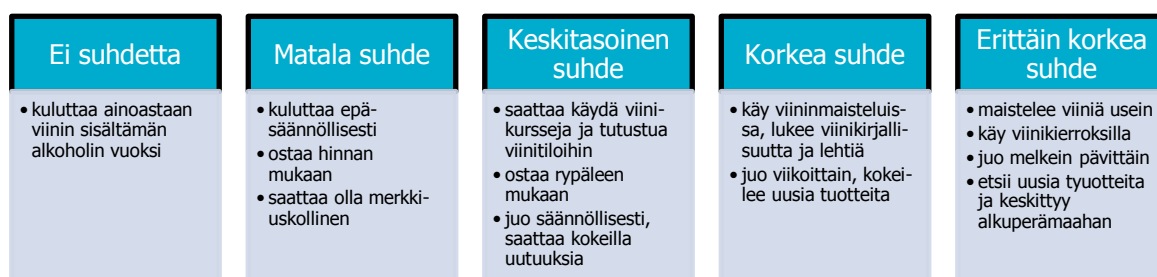 Ei suhdetta
• kuluttaa ainoastaan
viinin sisältämän
alkoholin vuoksi
Matala suhde
• kuluttaa epä-
säännöllisesti
• ostaa hinnan
mukaan
• saattaa olla merkki-
uskollinen
Keskitasoinen
suhde
• saattaa käydä viini-
kursseja ja tutustua
viinitiloihin
• ostaa rypäleen
mukaan
• juo säännöllisesti,
saattaa kokeilla
uutuuksia
Korkea suhde
• käy viininmaisteluis-
sa, lukee viinikirjalli-
suutta ja lehtiä
• juo viikoittain, kokei-
lee uusia tuotteita
Erittäin korkea
suhde
• maistelee viiniä usein
• käy viinikierroksilla
• juo melkein pävittäin
• etsii uusia tyuotteita
ja keskittyy
alkuperämaahan